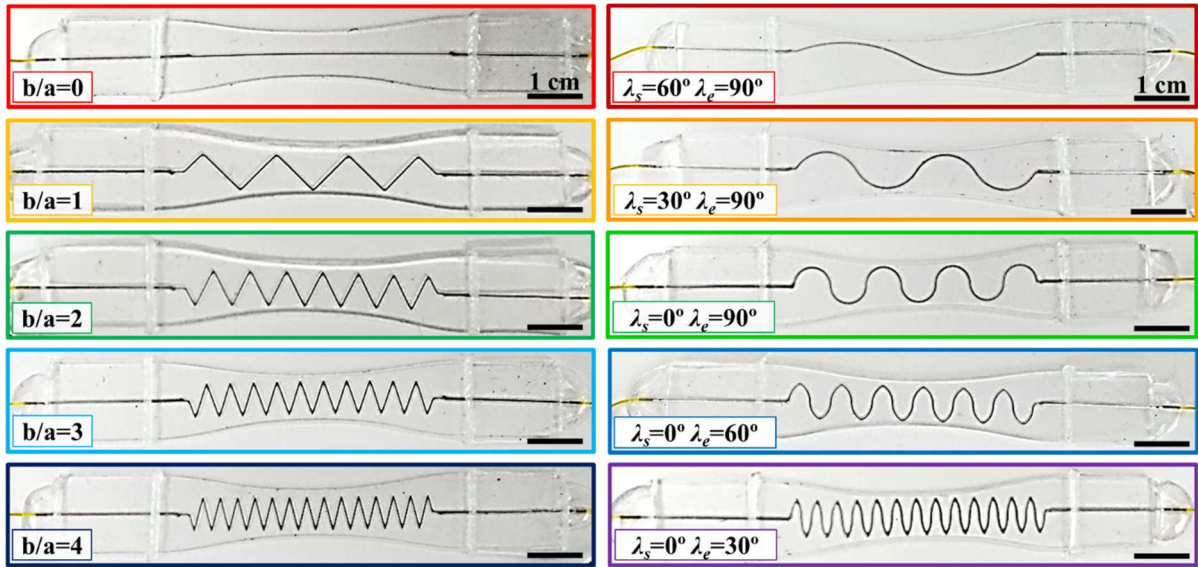 b/a=0
1 cm
λs=60º λe=90º
1 cm
b/a=1
λs=30º λe=90º
b/a=2
λs=0º λe=90º
b/a=3
λs=0º λe=60º
b/a=4
λs=0º λe=30º